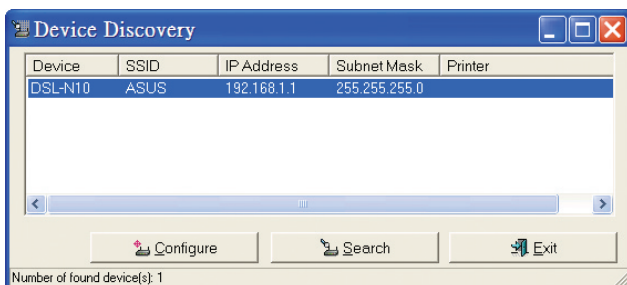 Device Discovery
Device SSID IP Address Subnet Mask Printer
DSL-N10 ASUS 192.168.1.1 255.255.255.0
Configure Search Exit
Number of found device(s): 1